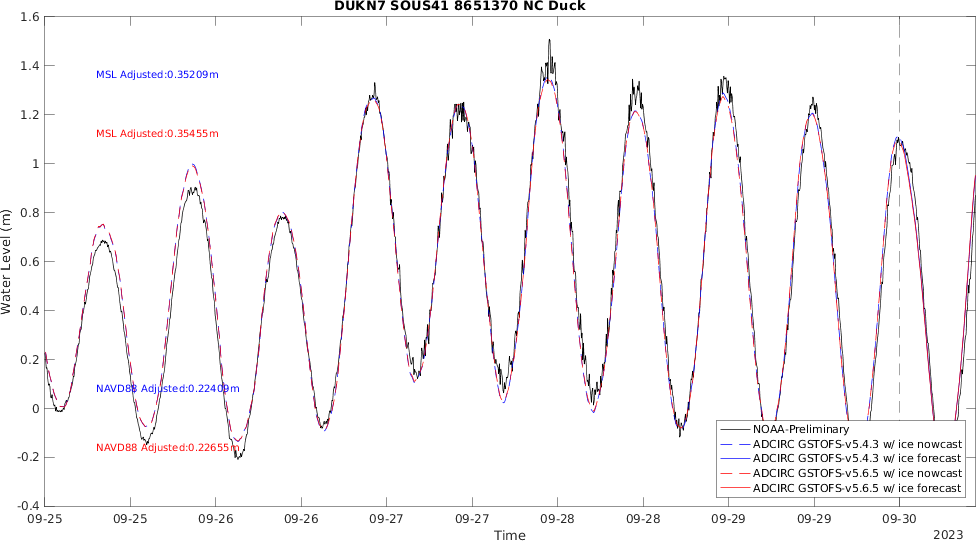 DUKN7 SOUS41 8651370 NC Duck
1.6
1.4
1.2
1
0.8
0.6
0.4
0.2
0
-0.2
-0.4
Water Level (m)
MSL Adjusted:0.35209m
MSL Adjusted:0.35455m
NAVD88 Adjusted:0.22409m
NAVD88 Adjusted:0.22655m
NOAA-Preliminary
ADCIRC GSTOFS-v5.4.3 w/ ice nowcast
ADCIRC GSTOFS-v5.4.3 w/ ice forecast
ADCIRC GSTOFS-v5.6.5 w/ ice nowcast
ADCIRC GSTOFS-v5.6.5 w/ ice forecast
09-25 09-25 09-26 09-26 09-27 09-27 09-28 09-28 09-29 09-29 09-30
Time
2023